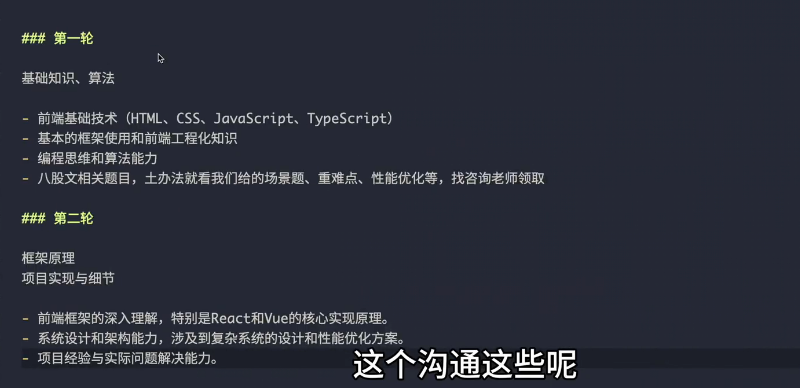 ### 第一轮
基础知识、算法
- 前端基础技术（HTML、CSS、JavaScript、TypeScript）
- 基本的框架使用和前端工程化知识
- 编程思维和算法能力
- 八股文相关题目，土办法就看我们给的场景题、重难点、性能优化等，找咨询老师领取
### 第二轮
框架原理
项目实现与细节
- 前端框架的深入理解，特别是React和Vue的核心实现原理。
- 系统设计和架构能力，涉及到复杂系统的设计和性能优化方案。
- 项目经验与实际问题解决能力。
这个沟通这些呢